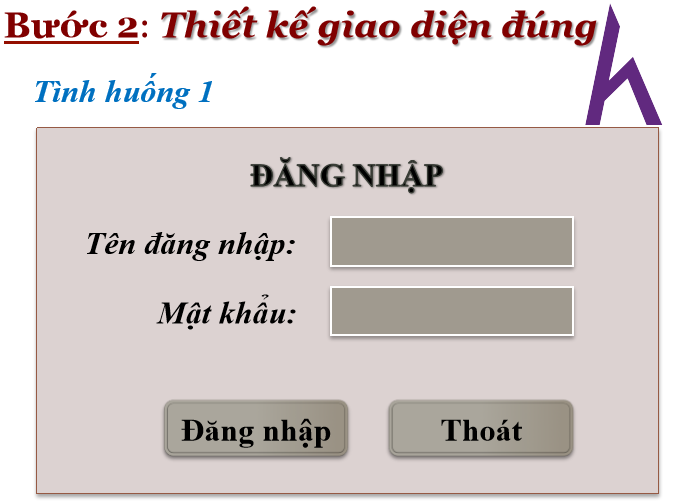 Bước 2: Thiết kế giao diện đúng
Tình huống 1
ĐĂNG NHẬP
Tên đăng nhập:
Mật khẩu:
Đăng nhập
Thoát